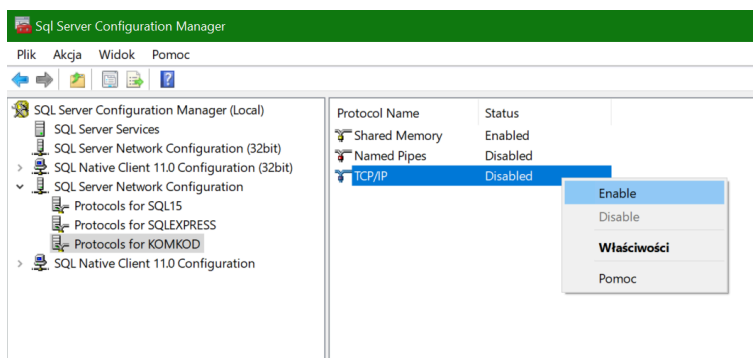 Sql Server Configuration Manager
Plik Akcja Widok Pomoc
SQL Server Configuration Manager (Local)
SQL Server Services
SQL Server Network Configuration (32bit)
SQL Native Client 11.0 Configuration (32bit)
SQL Server Network Configuration
Protocols for SQL15
Protocols for SQLEXPRESS
Protocols for KOMKOD
SQL Native Client 11.0 Configuration
Protocol Name Status
Shared Memory Enabled
Named Pipes Disabled
TCP/IP Disabled
Enable
Disable
Właściwości
Pomoc